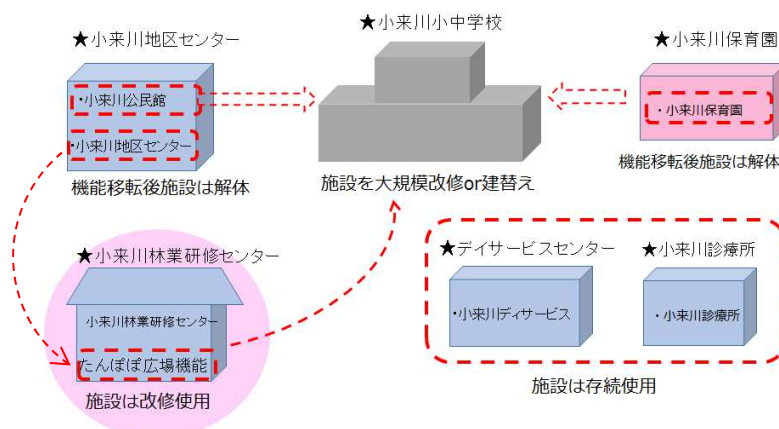 ★小来川地区センター
・小来川公民館
・小来川地区センター
機能移転後施設は解体
★小来川小中学校
施設を大規模改修or建替え
★小来川保育園
・小来川保育園
機能移転後施設は解体
★小来川林業研修センター
小来川林業研修センター
たんぽぽ広場機能
施設は改修使用
★デイサービスセンター
・小来川ディサービス
★小来川診療所
・小来川診療所
施設は存続使用